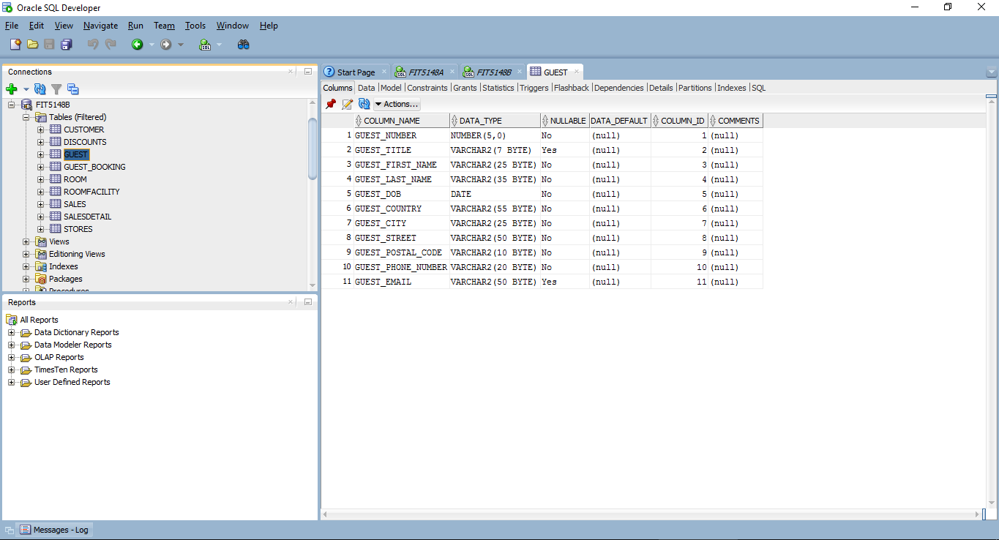 Oracle SQL Developer
File Edit View Navigate Run Team Tools Window Help
Connections
FIT5148B
Tables (Filtered)
CUSTOMER
DISCOUNTS
GUEST
GUEST_BOOKING
ROOM
ROOMFACILITY
SALES
SALESDETAIL
STORES
Views
Editioning Views
Indexes
Packages
Procedures
Reports
All Reports
Data Dictionary Reports
Data Modeler Reports
OLAP Reports
TimesTen Reports
User Defined Reports
Start Page FIT5148A FIT5148B GUEST
Columns Data Model Constraints Grants Statistics Triggers Flashback Dependencies Details Partitions Indexes SQL
Actions...
COLUMN_NAME DATA_TYPE NULLABLE DATA_DEFAULT COLUMN_ID COMMENTS
1 GUEST_NUMBER NUMBER(5,0) No (null) 1 (null)
2 GUEST_TITLE VARCHAR2(7 BYTE) Yes (null) 2 (null)
3 GUEST_FIRST_NAME VARCHAR2(25 BYTE) No (null) 3 (null)
4 GUEST_LAST_NAME VARCHAR2(35 BYTE) No (null) 4 (null)
5 GUEST_DOB DATE No (null) 5 (null)
6 GUEST_COUNTRY VARCHAR2(55 BYTE) No (null) 6 (null)
7 GUEST_CITY VARCHAR2(25 BYTE) No (null) 7 (null)
8 GUEST_STREET VARCHAR2(50 BYTE) No (null) 8 (null)
9 GUEST_POSTAL_CODE VARCHAR2(10 BYTE) No (null) 9 (null)
10 GUEST_PHONE_NUMBER VARCHAR2(20 BYTE) No (null) 10 (null)
11 GUEST_EMAIL VARCHAR2(50 BYTE) Yes (null) 11 (null)
Messages - Log